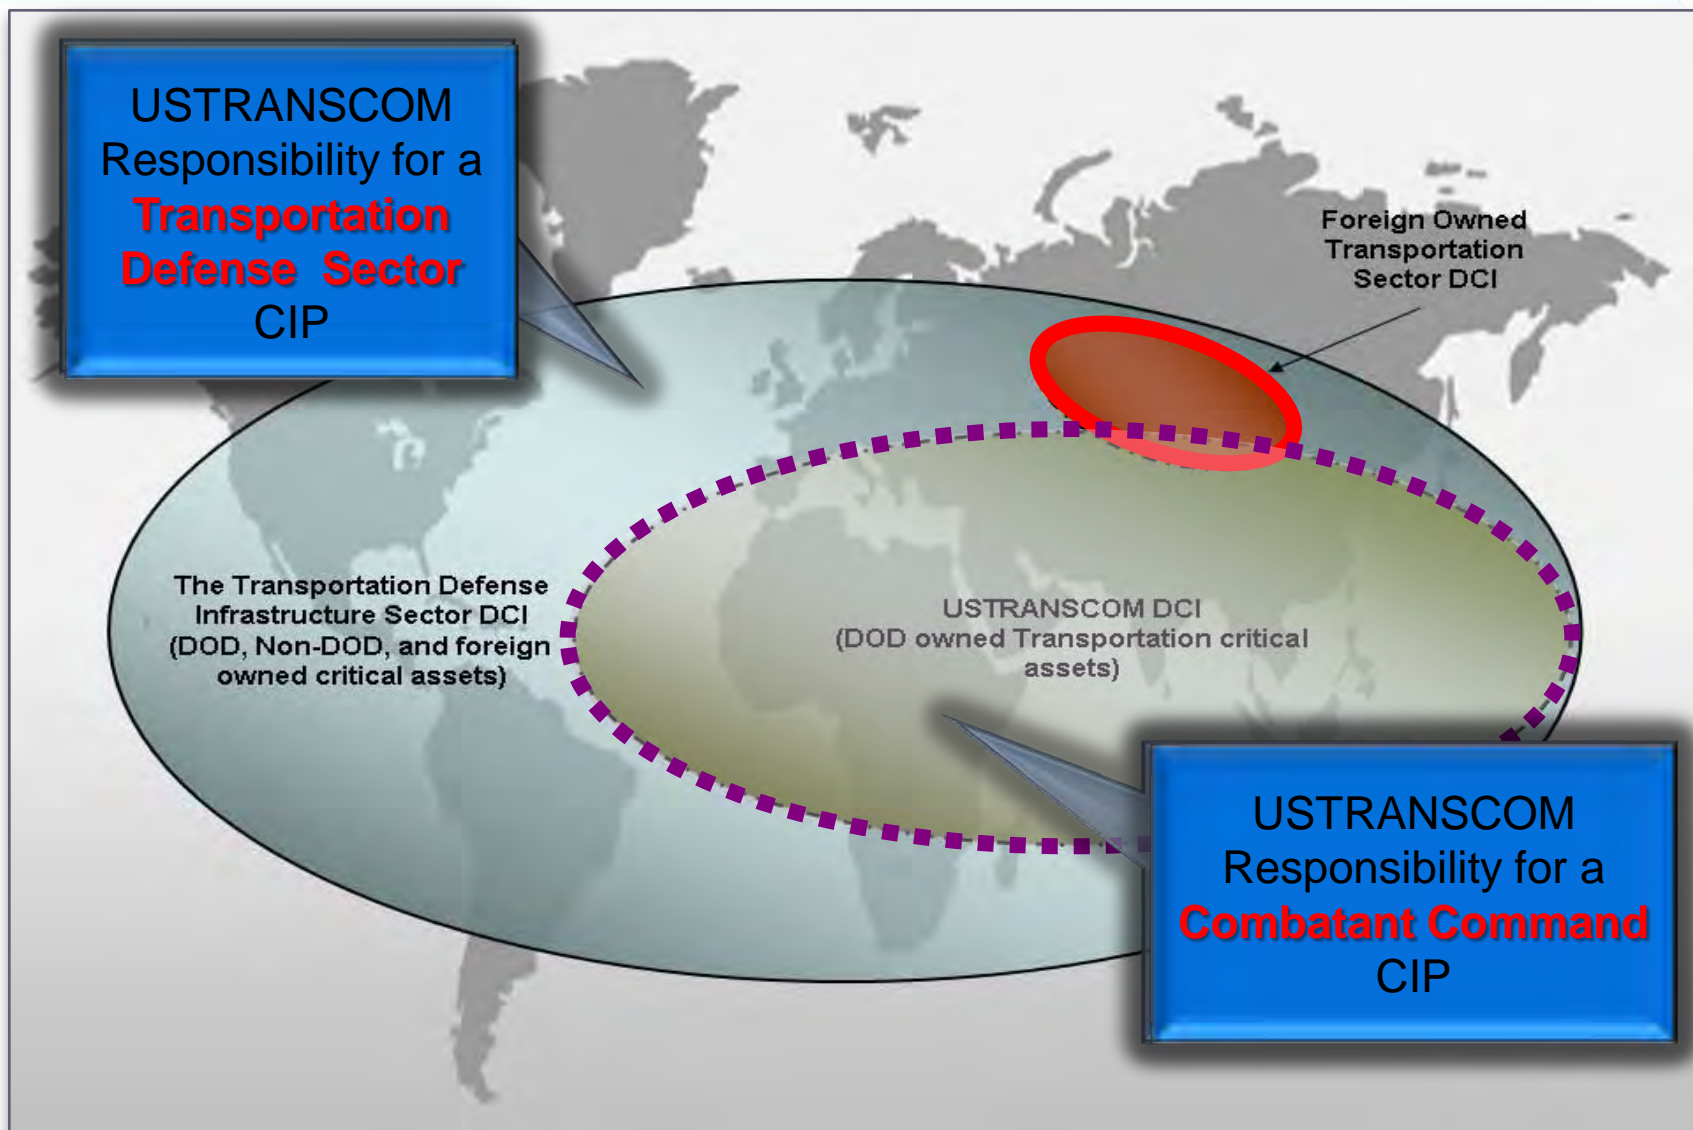 USTRANSCOM
Responsibility for a
Transportation
Defense Sector
CIP
Foreign Owned
Transportation
Sector DCI
The Transportation Defense
Infrastructure Sector DCI
(DOD, Non-DOD, and foreign
owned critical assets)
USTRANSCOM DCI
(DOD owned Transportation critical
assets)
USTRANSCOM
Responsibility for a
Combatant Command
CIP